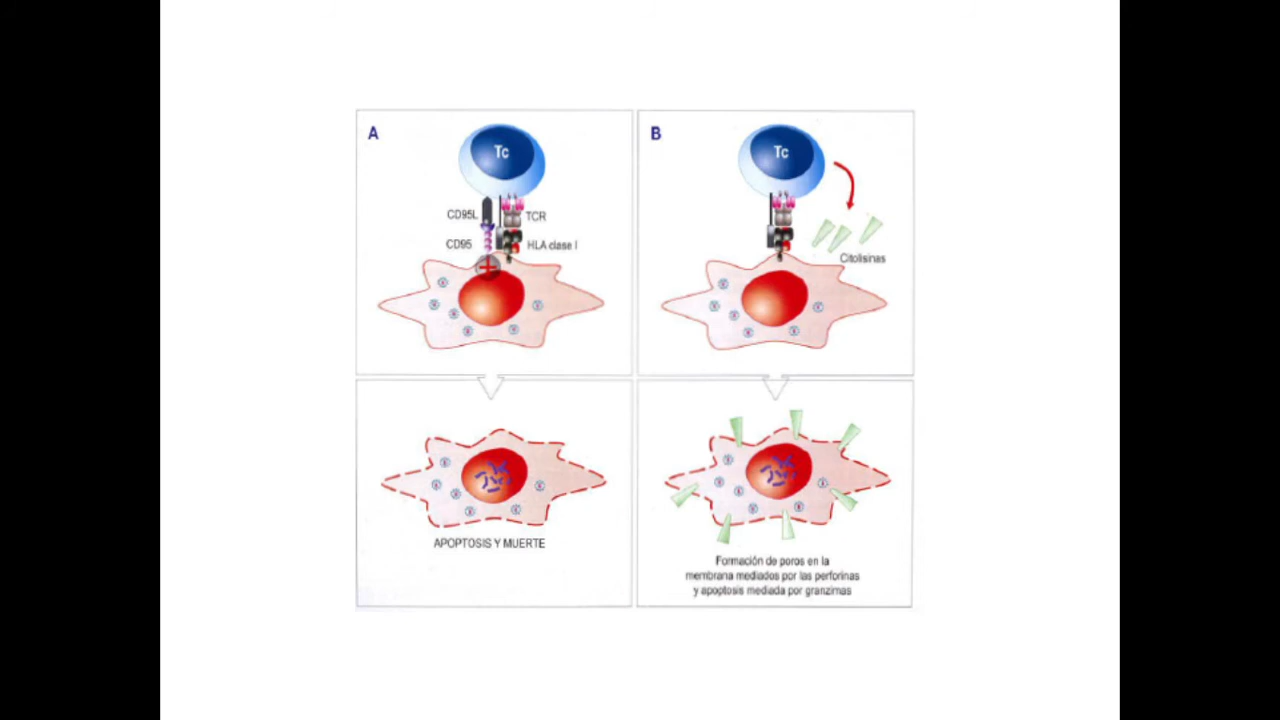 A
Tc
CD95L
TCR
CD95
HLA clase I
APOPTOSIS Y MUERTE
B
Tc
Citolisinas
Formación de poros en la
membrana mediados por las perforinas
y apoptosis mediada por granzimas